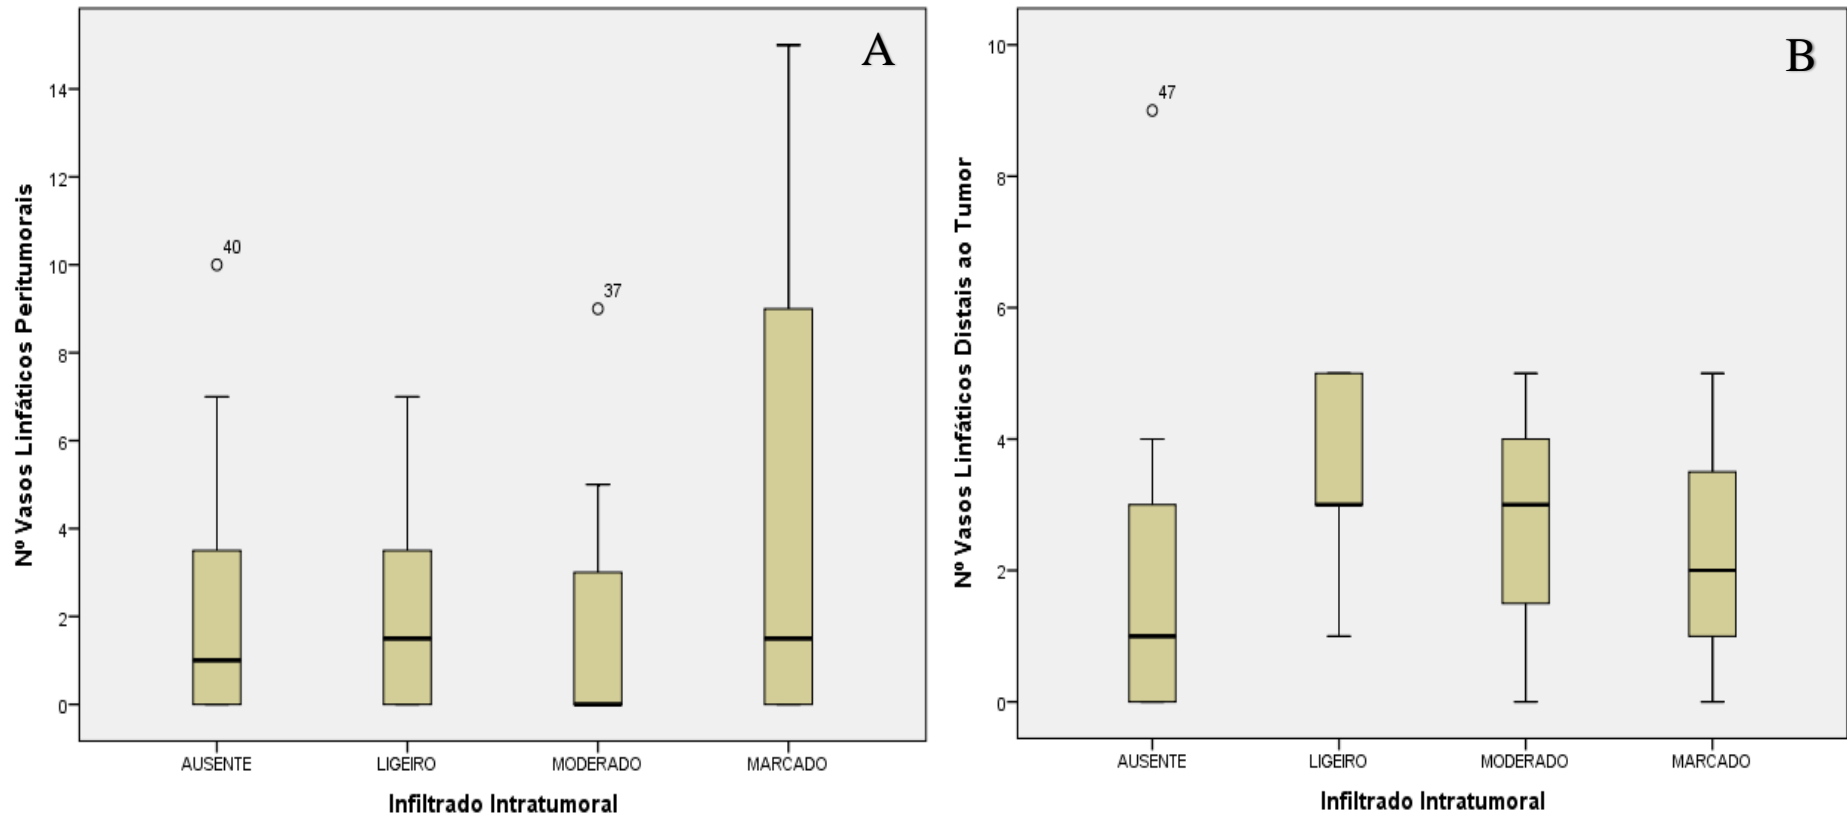 A
Nº Vasos Linfáticos Peritumorais
14
12
10
8
6
4
2
0
40
37
AUSENTE LIGEIRO MODERADO MARCADO
Infiltrado Intratumoral
B
Nº Vasos Linfáticos Distais ao Tumor
10
8
6
4
2
0
47
AUSENTE LIGEIRO MODERADO MARCADO
Infiltrado Intratumoral